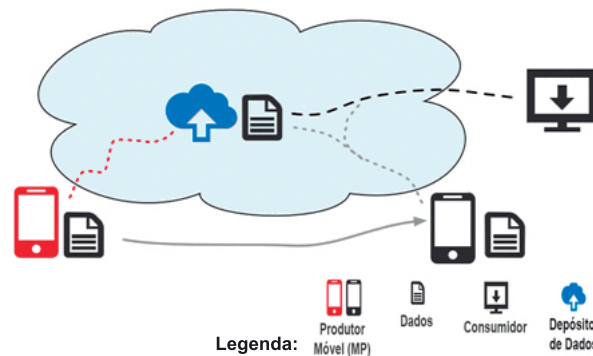 Legenda:
Produtor
Móvel (MP)
Dados
Consumidor
Depósito
de Dados